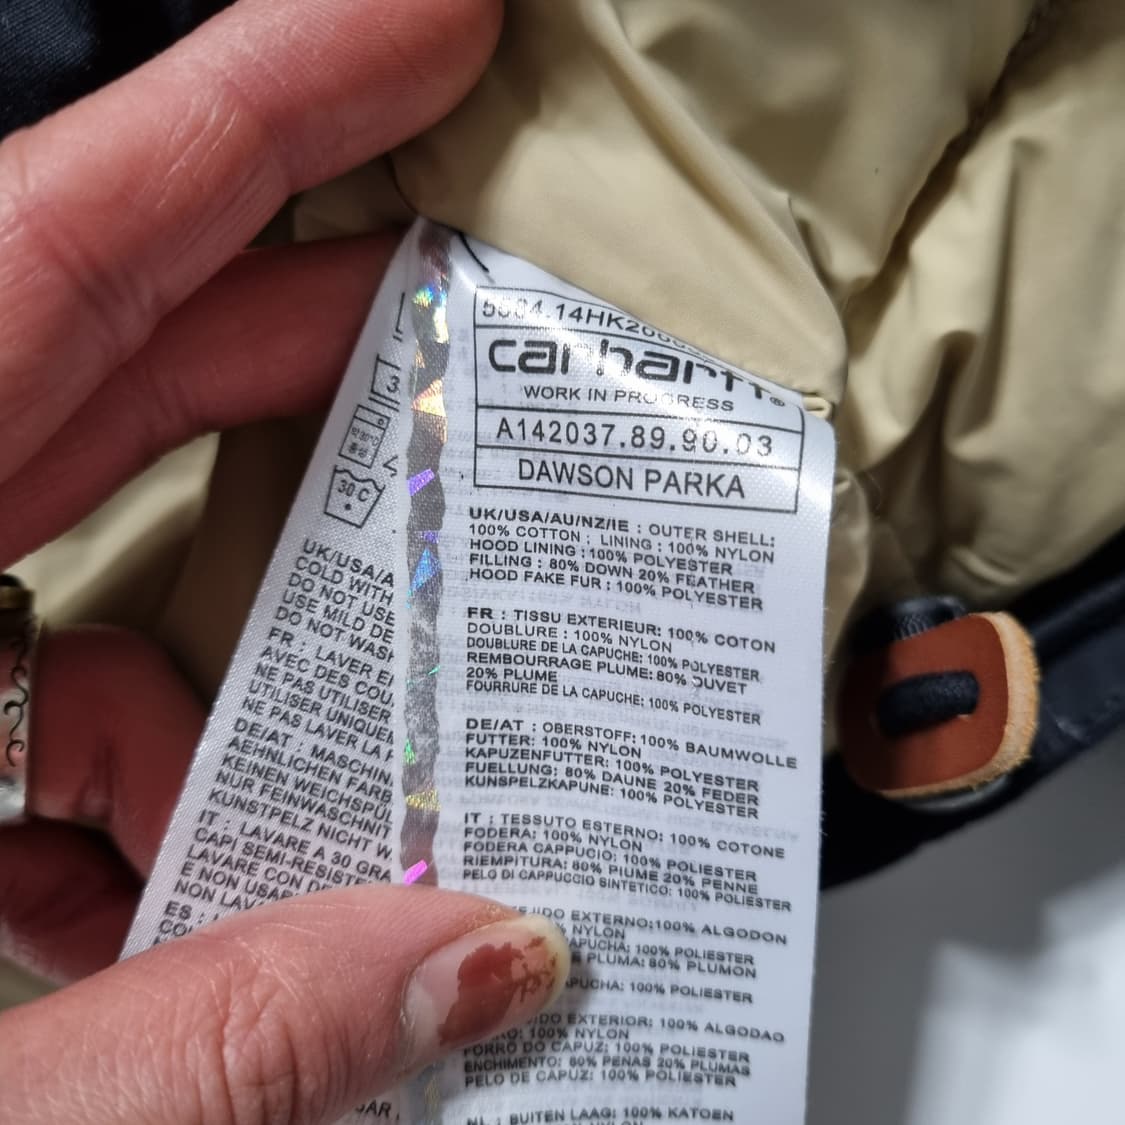 carhartt®
WORK IN PROGRESS
A142037.89.90.03
DAWSON PARKA
UK/USA/AU/NZ/IE : OUTER SHELL:
100% COTTON ; LINING : 100% NYLON
HOOD LINING : 100% POLYESTER
FILLING : 80% DOWN 20% FEATHER
HOOD FAKE FUR : 100% POLYESTER
FR : TISSU EXTERIEUR: 100% COTON
DOUBLURE : 100% NYLON
DOUBLURE DE LA CAPUCHE: 100% POLYESTER
REMBOURRAGE PLUME: 80% DUVET
20% PLUME
FOURRURE DE LA CAPUCHE: 100% POLYESTER
DE/AT : OBERSTOFF: 100% BAUMWOLLE
FUTTER: 100% NYLON
KAPUZENFUTTER: 100% POLYESTER
FUELLUNG: 80% DAUNE 20% FEDER
KUNSPELZKAPUNE: 100% POLYESTER
IT : TESSUTO ESTERNO: 100% COTONE
FODERA: 100% NYLON
FODERA CAPPUCIO: 100% POLIESTER
RIEMPITURA: 80% PIUME 20% PENNE
PELO DI CAPPUCCIO SINTETICO: 100% POLIESTER
EXTERNO:100% ALGODON
NYLON
100% POLIESTER
PLUMA: 80% PLUMON
100% POLIESTER
EXTERIOR: 100% ALGODAO
100% NYLON
FORRO DO CAPUZ: 100% POLIESTER
ENCHIMENTO: 80% PENAS 20% PLUMAS
PELO DE CAPUZ: 100% POLIESTER
NL : BUITEN LAAG: 100% KATOEN
3
30 C
UK/USA/A
COLD WITH
DO NOT USE
USE MILD DE
DO NOT WASH
FR : LAVER E
AVEC DES COU
NE PAS UTILISER
UTILISER UNIQUEM
NE PAS LAVER LA F
DE/AT : MASCHIN
AEHNLICHEN FARB
KEINEN WEICHSPÜL
NUR FEINWASCHMIT
KUNSTPELZ NICHT W.
IT : LAVARE A 30 GRA
CAPI SEMI-RESISTE
LAVARE CON DE
E NON USAR
NON LAV
ES :